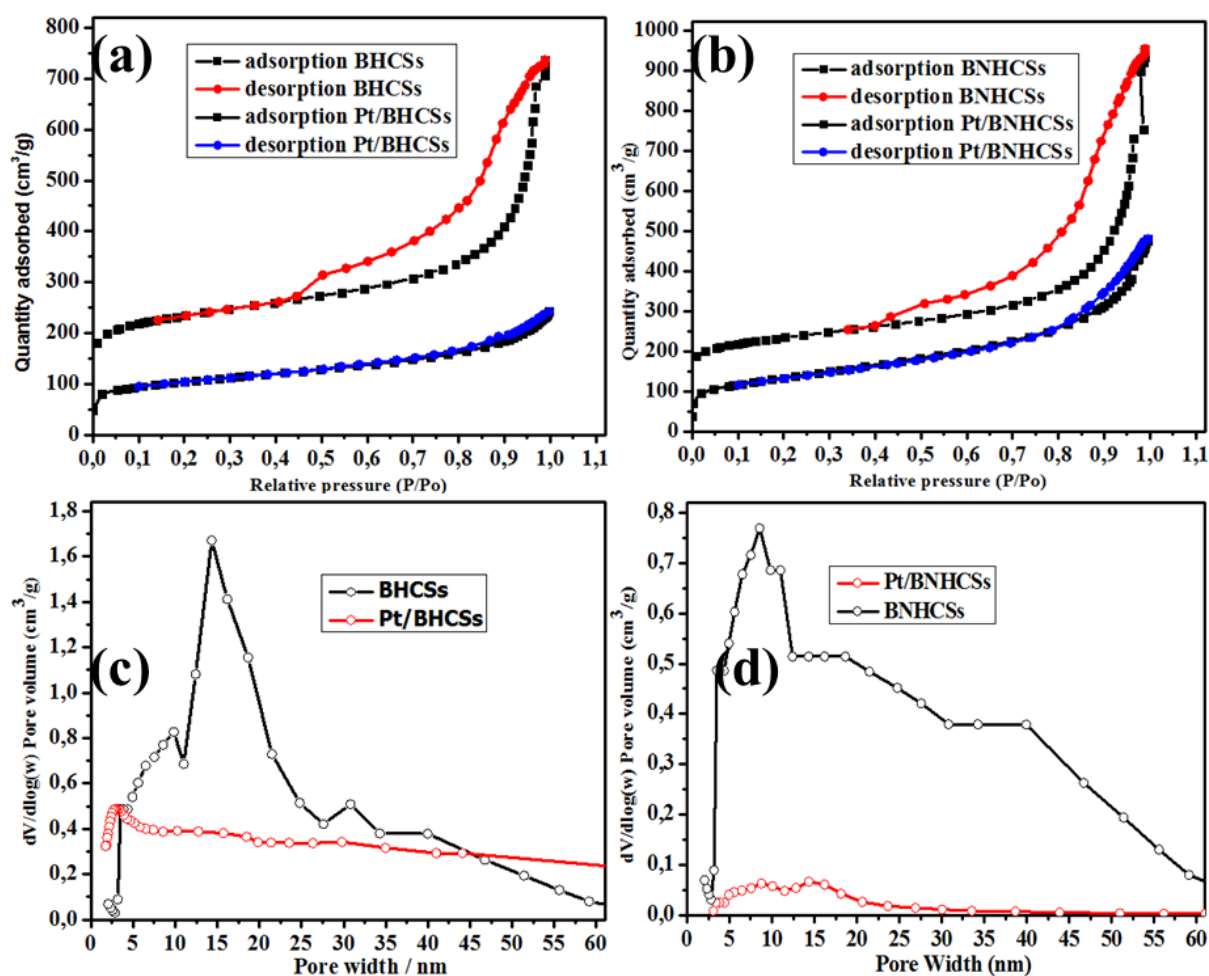 (a)
adsorption BHCSs
desorption BHCSs
adsorption Pt/BHCSs
desorption Pt/BHCSs
Quantity adsorbed (cm³/g)
800
700
600
500
400
300
200
100
0
0,0 0,1 0,2 0,3 0,4 0,5 0,6 0,7 0,8 0,9 1,0 1,1
Relative pressure (P/Po)
(b)
adsorption BNHCSs
desorption BNHCSs
adsorption Pt/BNHCSs
desorption Pt/BNHCSs
Quantity adsorbed (cm³/g)
1000
900
800
700
600
500
400
300
200
100
0
0,0 0,1 0,2 0,3 0,4 0,5 0,6 0,7 0,8 0,9 1,0 1,1
Relative pressure (P/Po)
(c)
BHCSs
Pt/BHCSs
dV/dlog(w) Pore volume (cm³/g)
1,8
1,6
1,4
1,2
1,0
0,8
0,6
0,4
0,2
0,0
0 5 10 15 20 25 30 35 40 45 50 55 60
Pore width / nm
(d)
Pt/BNHCSs
BNHCSs
dV/dlog(w) Pore volume (cm³/g)
0,8
0,7
0,6
0,5
0,4
0,3
0,2
0,1
0,0
0 5 10 15 20 25 30 35 40 45 50 55 60
Pore Width (nm)